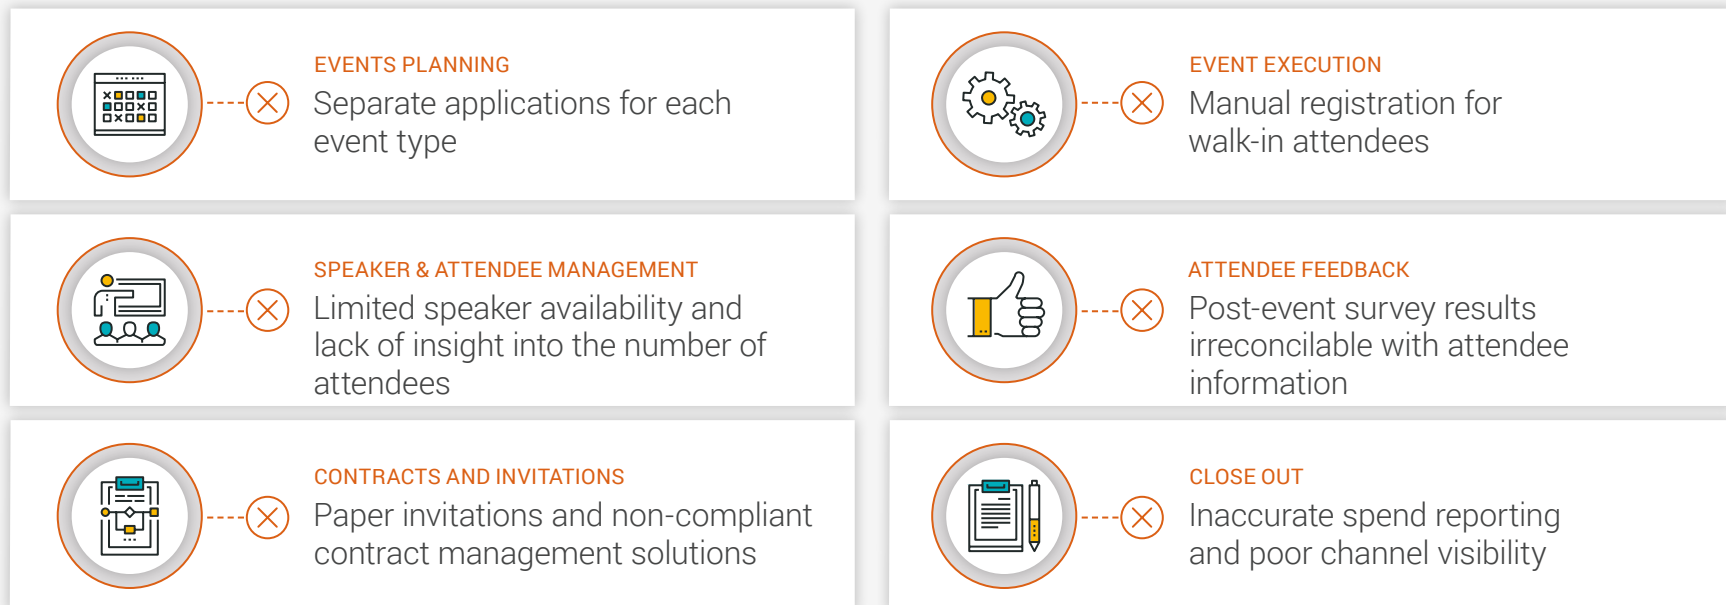 EVENTS PLANNING
Separate applications for each
event type
SPEAKER & ATTENDEE MANAGEMENT
Limited speaker availability and
lack of insight into the number of
attendees
CONTRACTS AND INVITATIONS
Paper invitations and non-compliant
contract management solutions
EVENT EXECUTION
Manual registration for
walk-in attendees
ATTENDEE FEEDBACK
Post-event survey results
irreconcilable with attendee
information
CLOSE OUT
Inaccurate spend reporting
and poor channel visibility